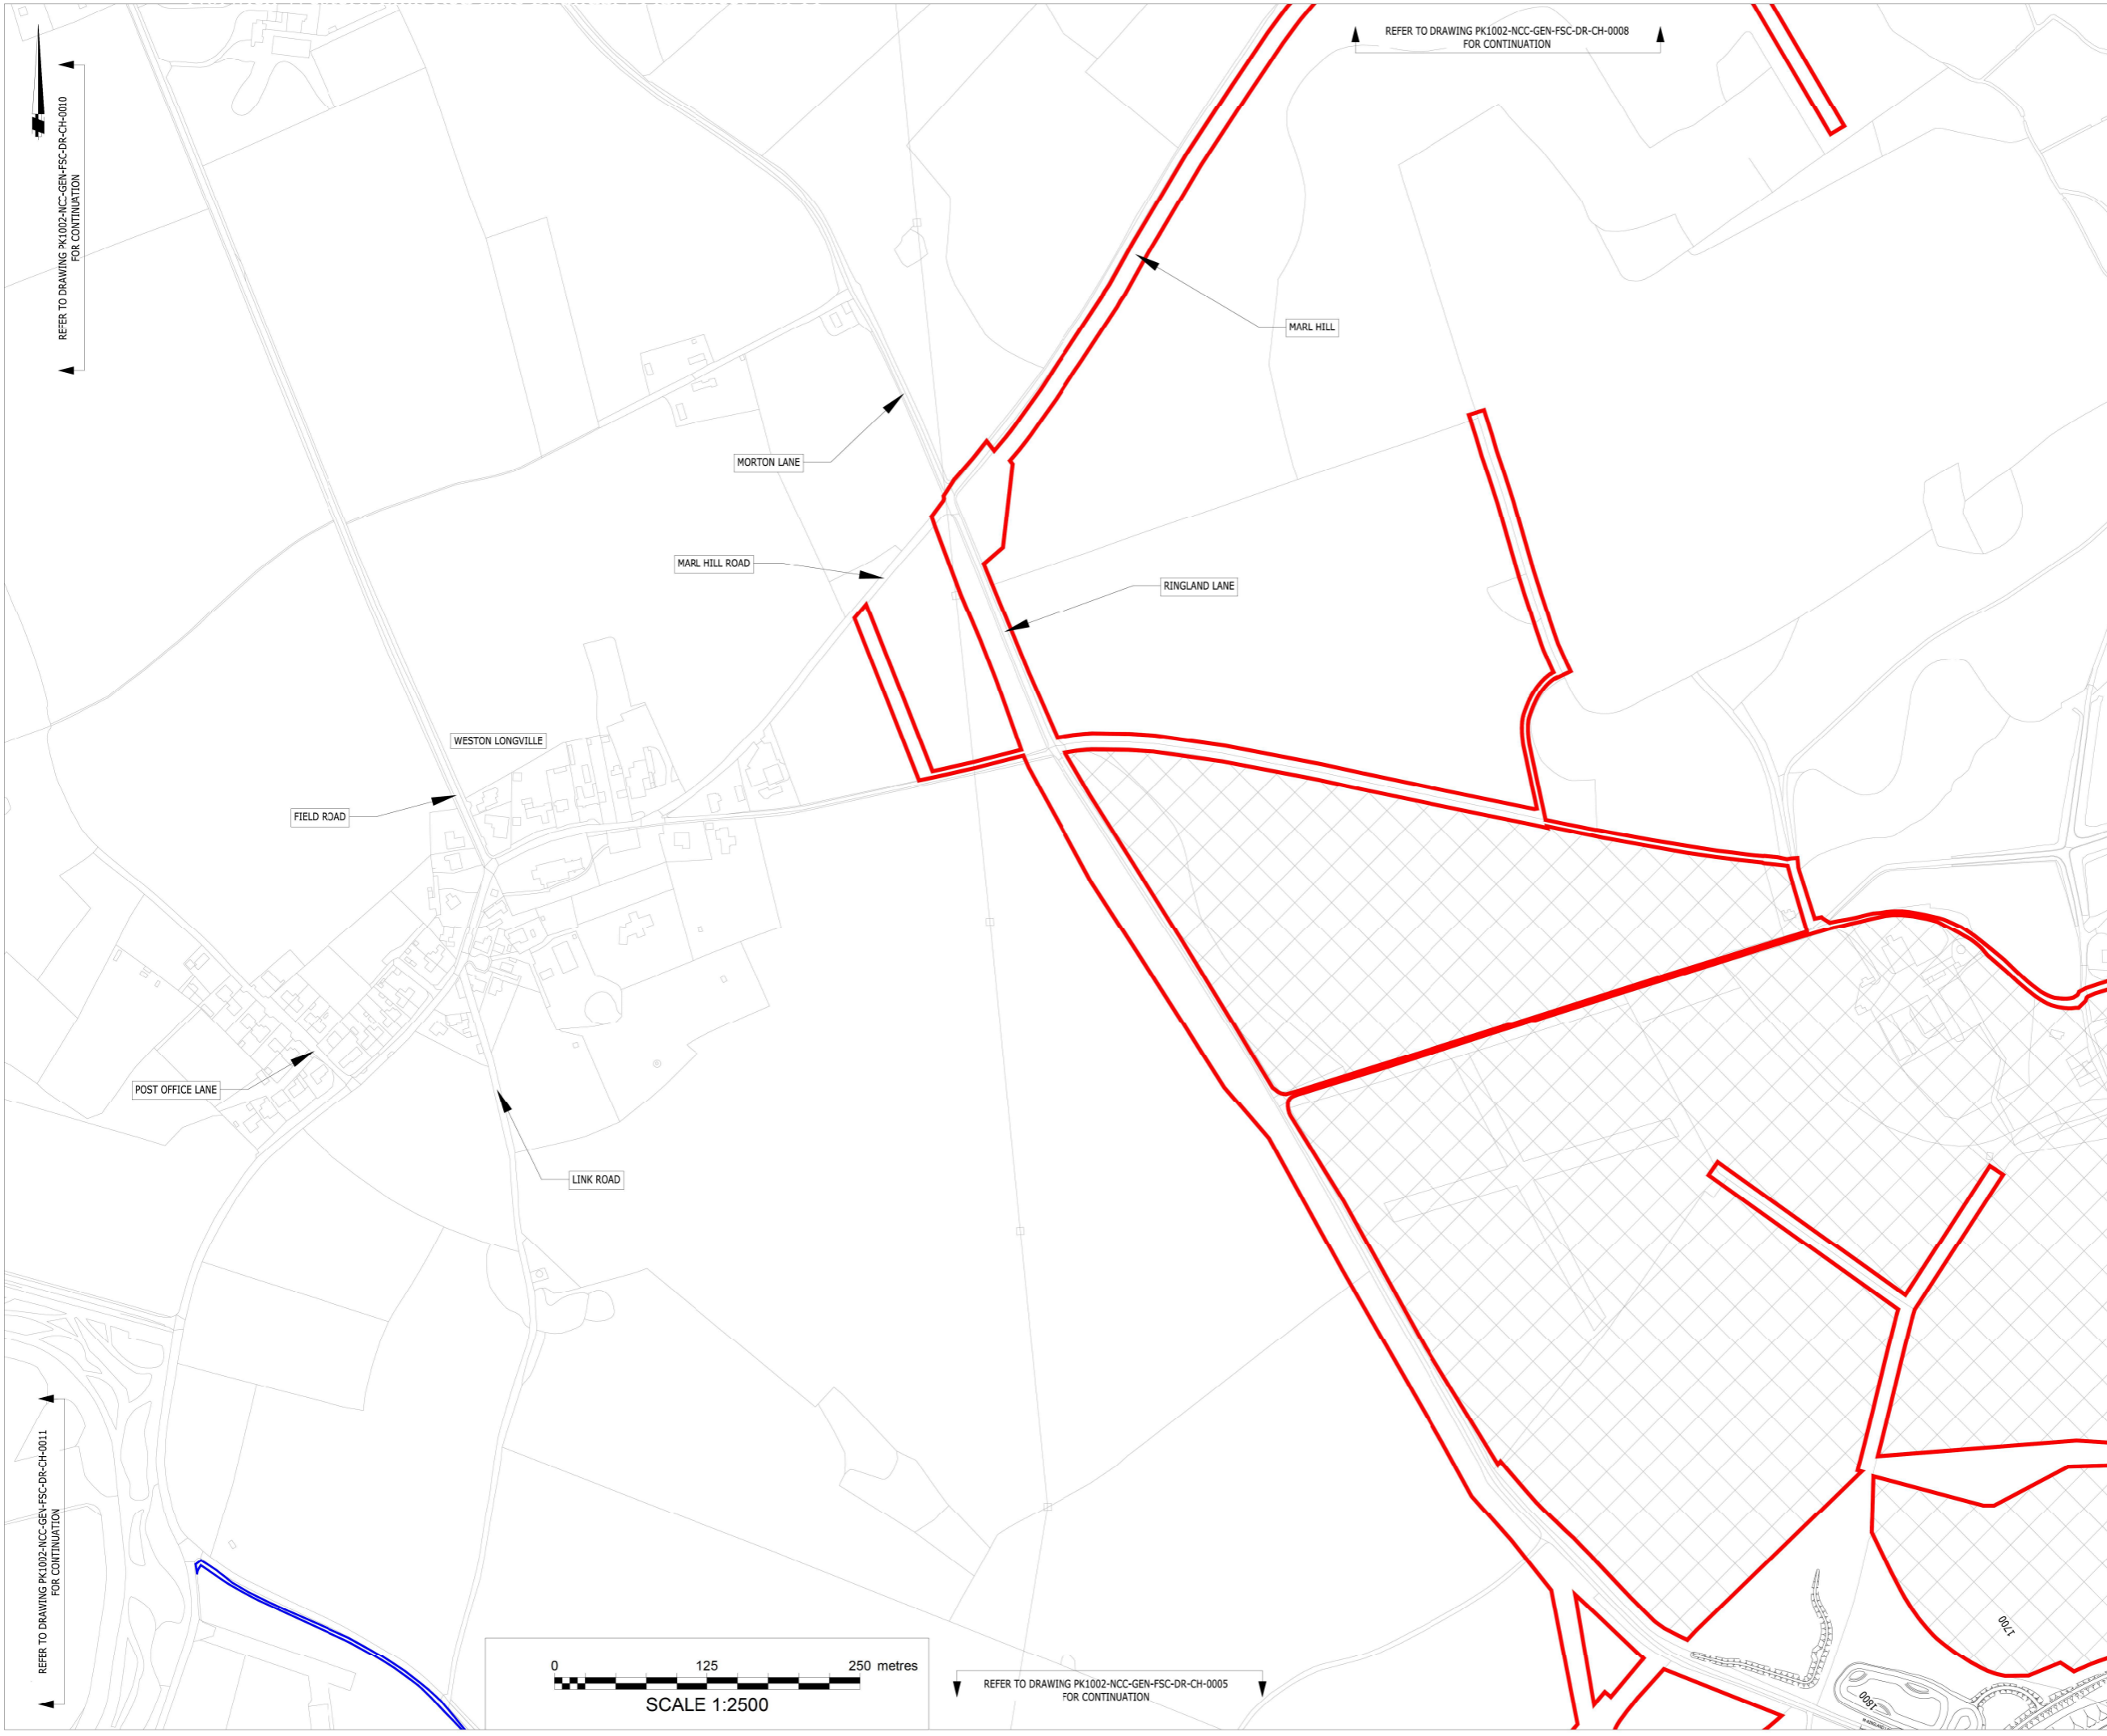 REFER TO DRAWING PK1002-NCC-GEN-FSC-DR-CH-0008
FOR CONTINUATION
REFER TO DRAWING PK1002-NCC-GEN-FSC-DR-CH-0010
FOR CONTINUATION
MARL HILL
MORTON LANE
MARL HILL ROAD
RINGLAND LANE
WESTON LONGVILLE
FIELD ROAD
POST OFFICE LANE
LINK ROAD
REFER TO DRAWING PK1002-NCC-GEN-FSC-DR-CH-0011
FOR CONTINUATION
1700
0 125 250 metres
SCALE 1:2500
REFER TO DRAWING PK1002-NCC-GEN-FSC-DR-CH-0005
FOR CONTINUATION
1800